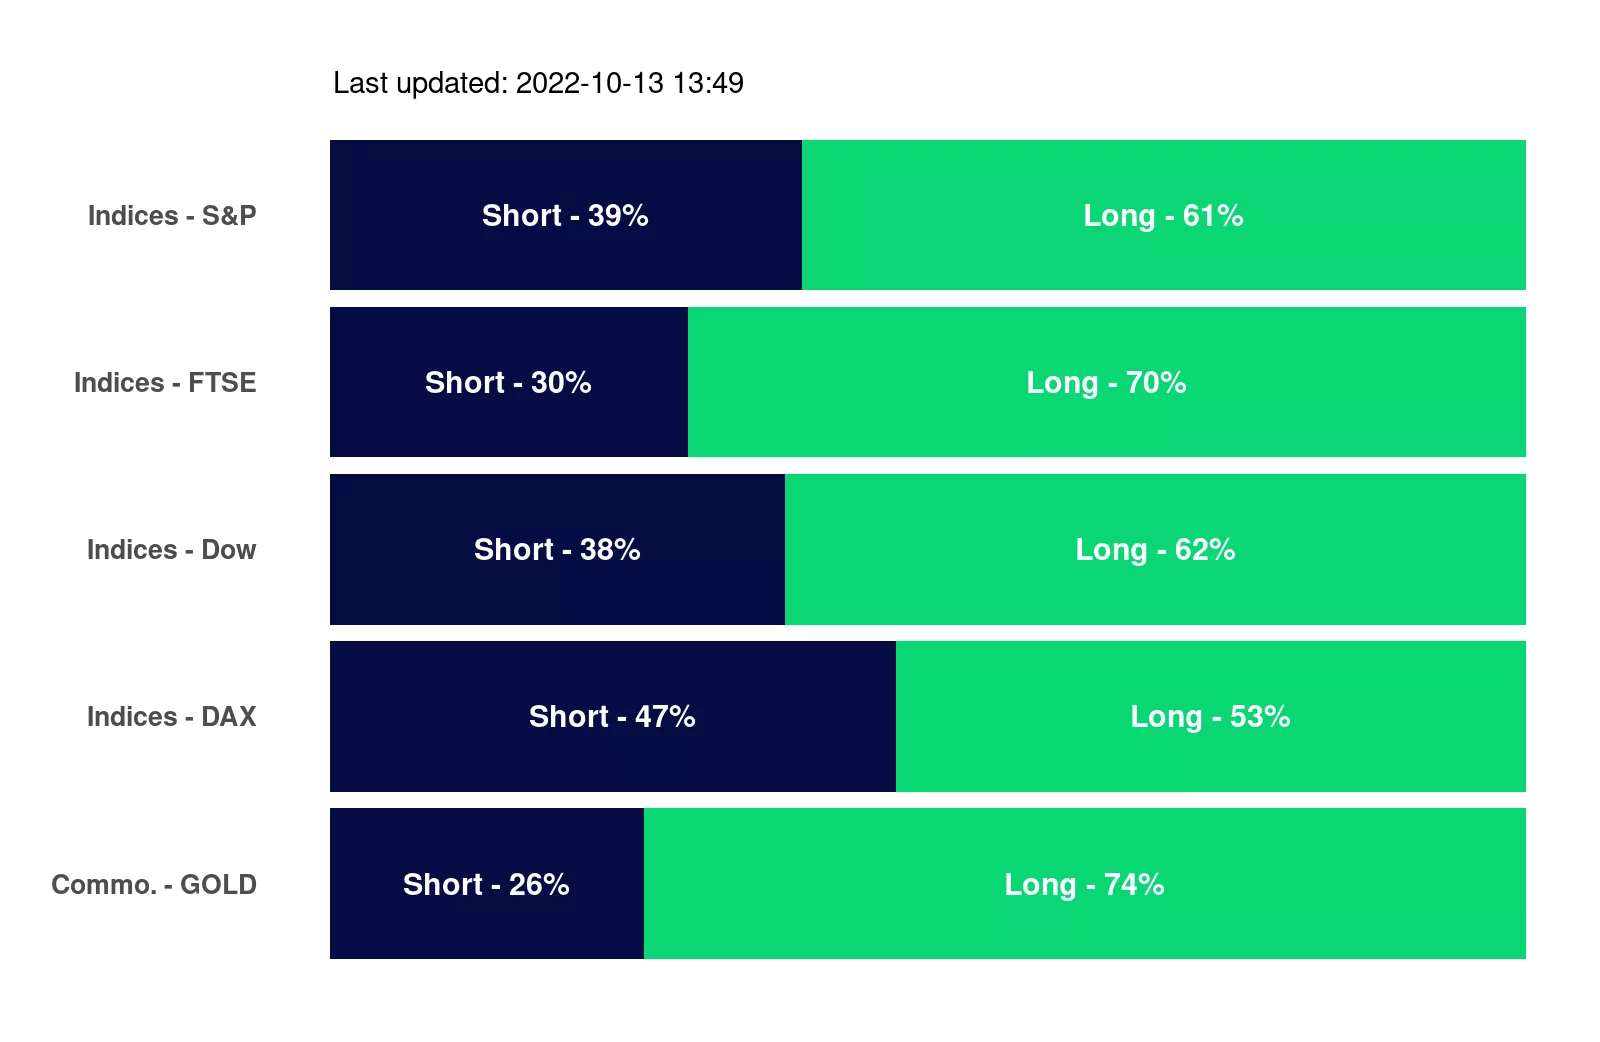 Last updated: 2022-10-13 13:49
Indices - S&P Short - 39% Long - 61%
Indices - FTSE Short - 30% Long - 70%
Indices - Dow Short - 38% Long - 62%
Indices - DAX Short - 47% Long - 53%
Commo. - GOLD Short - 26% Long - 74%